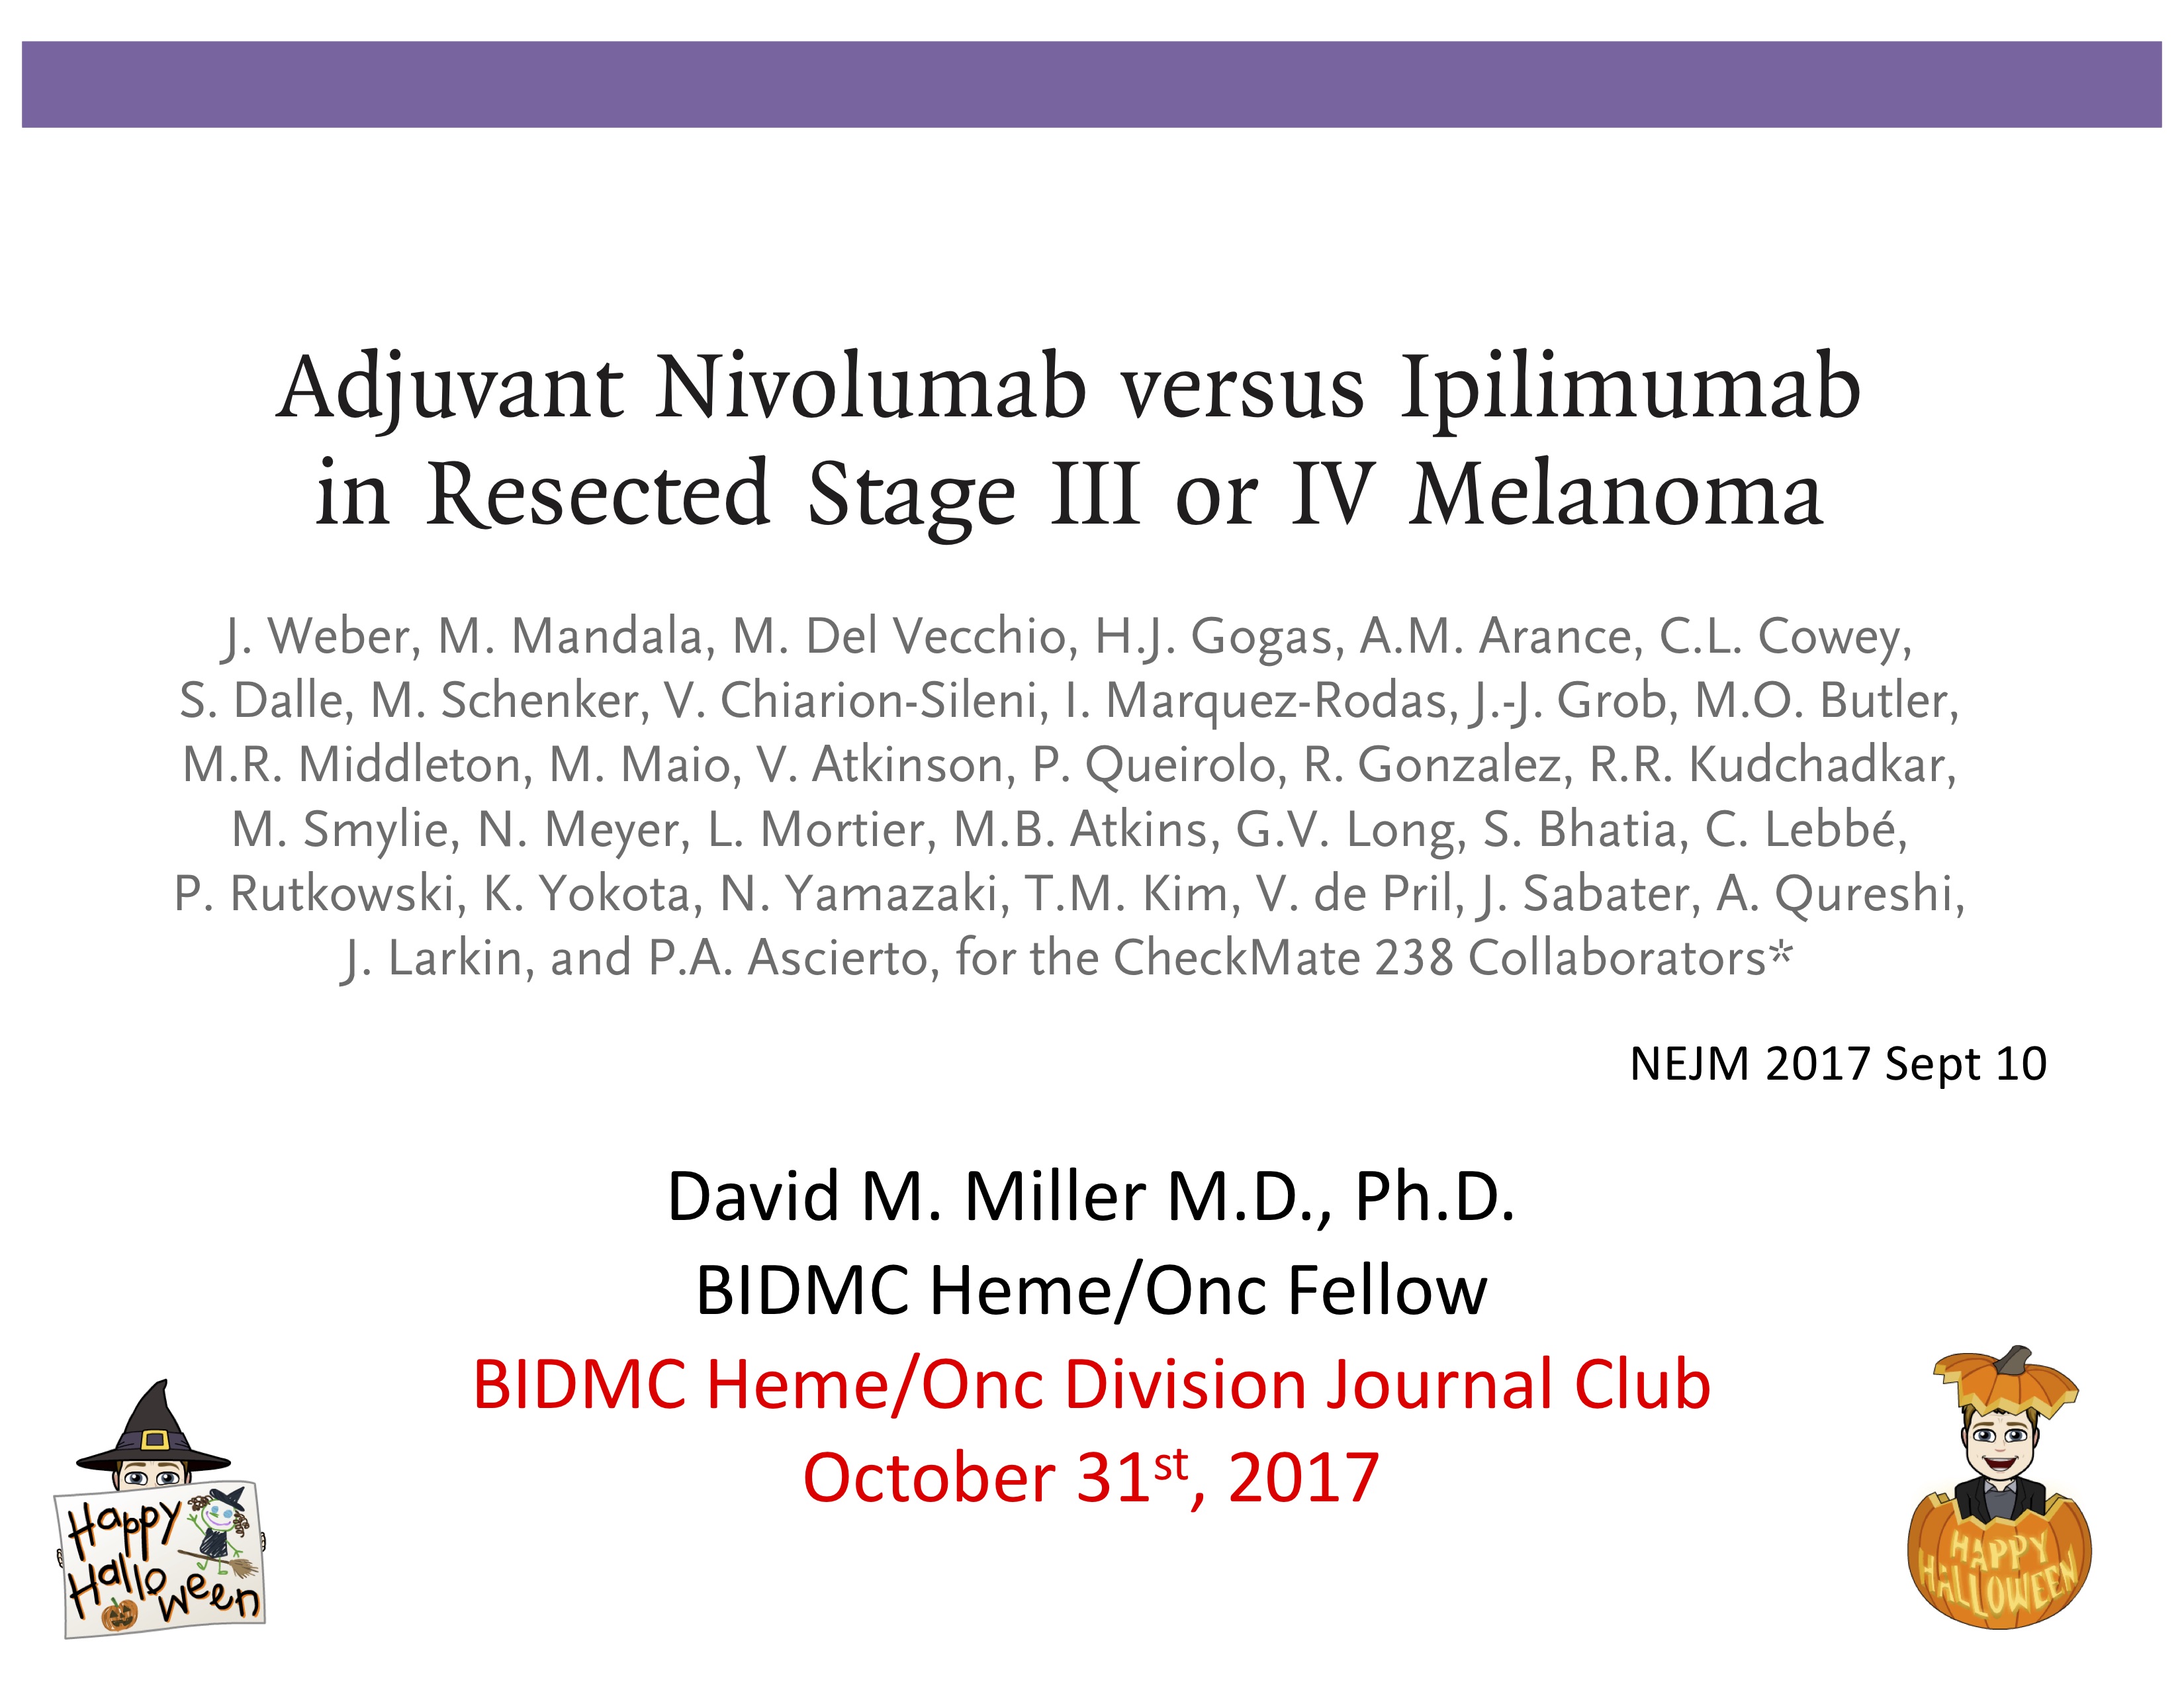 Adjuvant Nivolumab versus Ipilimumab
in Resected Stage III or IV Melanoma
J. Weber, M. Mandala, M. Del Vecchio, H.J. Gogas, A.M. Arance, C.L. Cowey,
S. Dalle, M. Schenker, V. Chiarion-Sileni, I. Marquez-Rodas, J.-J. Grob, M.O. Butler,
M.R. Middleton, M. Maio, V. Atkinson, P. Queirolo, R. Gonzalez, R.R. Kudchadkar,
M. Smylie, N. Meyer, L. Mortier, M.B. Atkins, G.V. Long, S. Bhatia, C. Lebbé,
P. Rutkowski, K. Yokota, N. Yamazaki, T.M. Kim, V. de Pril, J. Sabater, A. Qureshi,
J. Larkin, and P.A. Ascierto, for the CheckMate 238 Collaborators*
NEJM 2017 Sept 10
David M. Miller M.D., Ph.D.
BIDMC Heme/Onc Fellow
BIDMC Heme/Onc Division Journal Club
October 31st, 2017
Happy
Halloween
HAPPY
HALLOWEEN